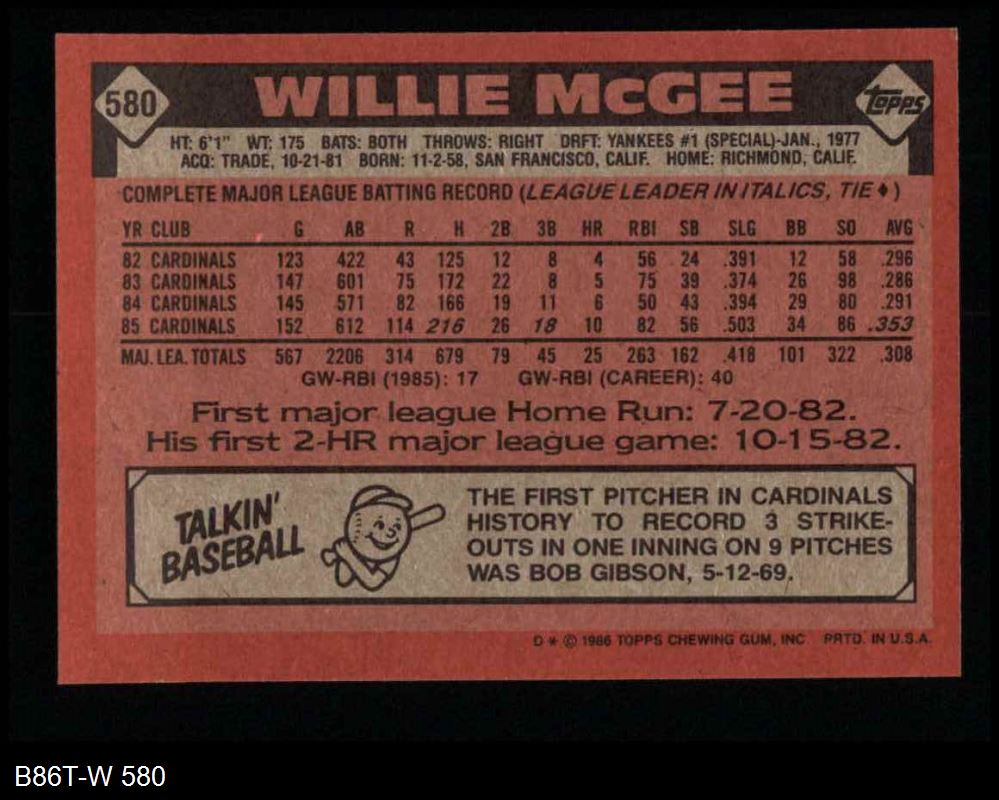 580
WILLIE McGEE
Topps
HT: 6'1" WT: 175 BATS: BOTH THROWS: RIGHT DRFT: YANKEES #1 (SPECIAL)-JAN., 1977
ACQ: TRADE, 10-21-81 BORN: 11-2-58, SAN FRANCISCO, CALIF. HOME: RICHMOND, CALIF.
COMPLETE MAJOR LEAGUE BATTING RECORD (LEAGUE LEADER IN ITALICS, TIE ♦)
YR CLUB G AB R H 2B 3B HR RBI SB SLG BB SO AVG
82 CARDINALS 123 422 43 125 12 8 4 56 24 .391 12 58 .296
83 CARDINALS 147 601 75 172 22 8 5 75 39 .374 26 98 .286
84 CARDINALS 145 571 82 166 19 11 6 50 43 .394 29 80 .291
85 CARDINALS 152 612 114 216 26 18 10 82 56 .503 34 86 .353
MAJ. LEA. TOTALS 567 2206 314 679 79 45 25 263 162 .418 101 322 .308
GW-RBI (1985): 17 GW-RBI (CAREER): 40
First major league Home Run: 7-20-82.
His first 2-HR major league game: 10-15-82.
TALKIN'
BASEBALL
THE FIRST PITCHER IN CARDINALS
HISTORY TO RECORD 3 STRIKE-
OUTS IN ONE INNING ON 9 PITCHES
WAS BOB GIBSON, 5-12-69.
D * © 1986 TOPPS CHEWING GUM, INC. PRTD. IN U.S.A.
B86T-W 580